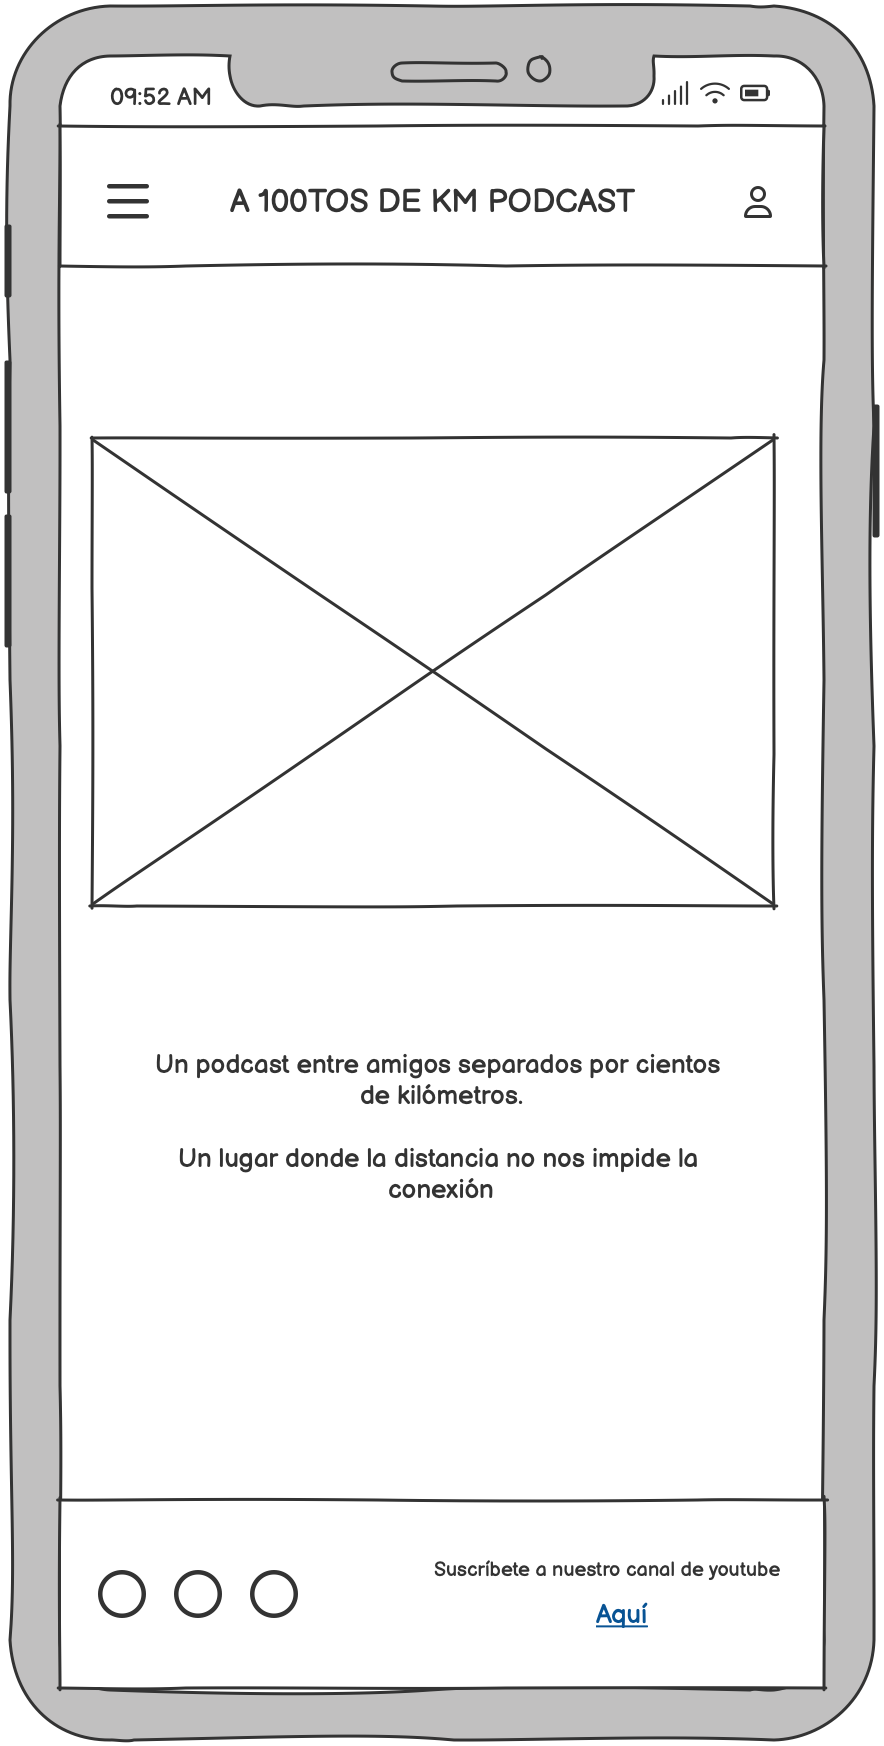 09:52 AM
A 100TOS DE KM PODCAST
Un podcast entre amigos separados por cientos
de kilómetros.
Un lugar donde la distancia no nos impide la
conexión
Suscríbete a nuestro canal de youtube
Aquí